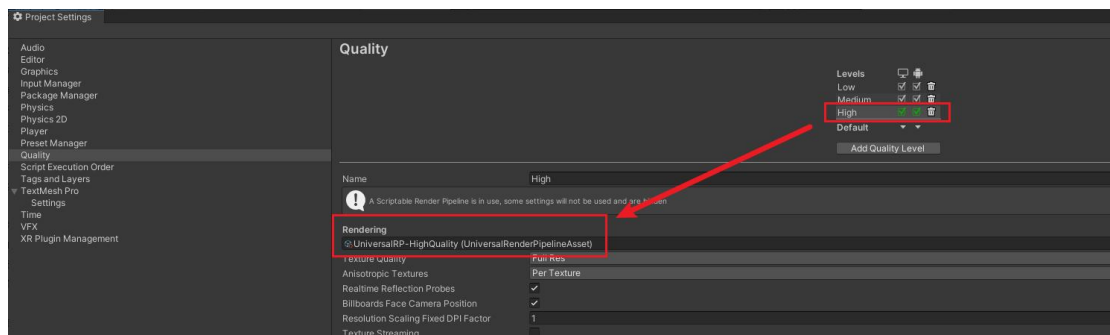 Project Settings
Audio
Editor
Graphics
Input Manager
Package Manager
Physics
Physics 2D
Player
Preset Manager
Quality
Script Execution Order
Tags and Layers
TextMesh Pro
Settings
Time
VFX
XR Plugin Management
Quality
Levels
Low
Medium
High
Default
Add Quality Level
Name High
A Scriptable Render Pipeline is in use, some settings will not be used and are hidden
Rendering
UniversalRP-HighQuality (UniversalRenderPipelineAsset)
Texture Quality Full Res
Anisotropic Textures Per Texture
Realtime Reflection Probes
Billboards Face Camera Position
Resolution Scaling Fixed DPI Factor 1
Texture Streaming